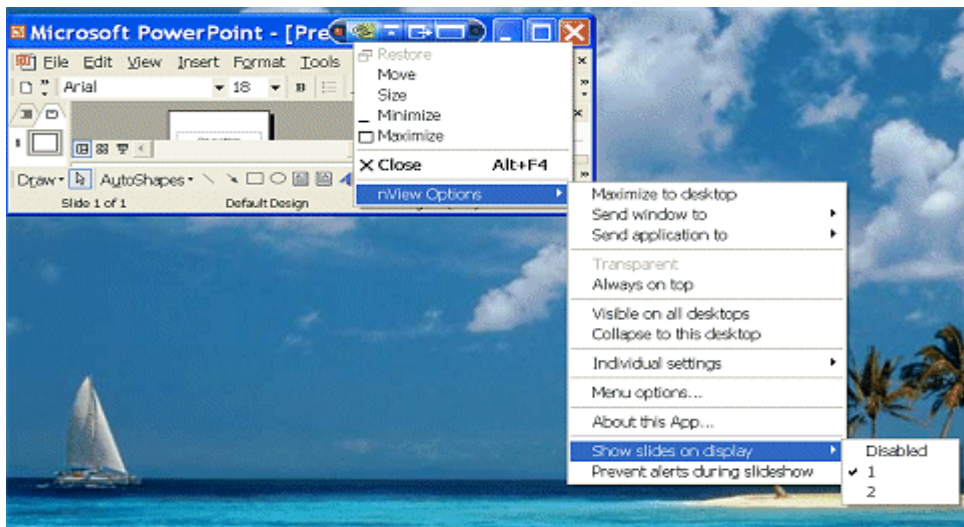 Microsoft PowerPoint - [Pre
File Edit View Insert Format Tools
Arial 18 B
1
Draw AutoShapes
Slide 1 of 1 Default Design
Restore
Move
Size
Minimize
Maximize
Close Alt+F4
nView Options
Maximize to desktop
Send window to
Send application to
Transparent
Always on top
Visible on all desktops
Collapse to this desktop
Individual settings
Menu options...
About this App...
Show slides on display
Prevent alerts during slideshow
Disabled
1
2